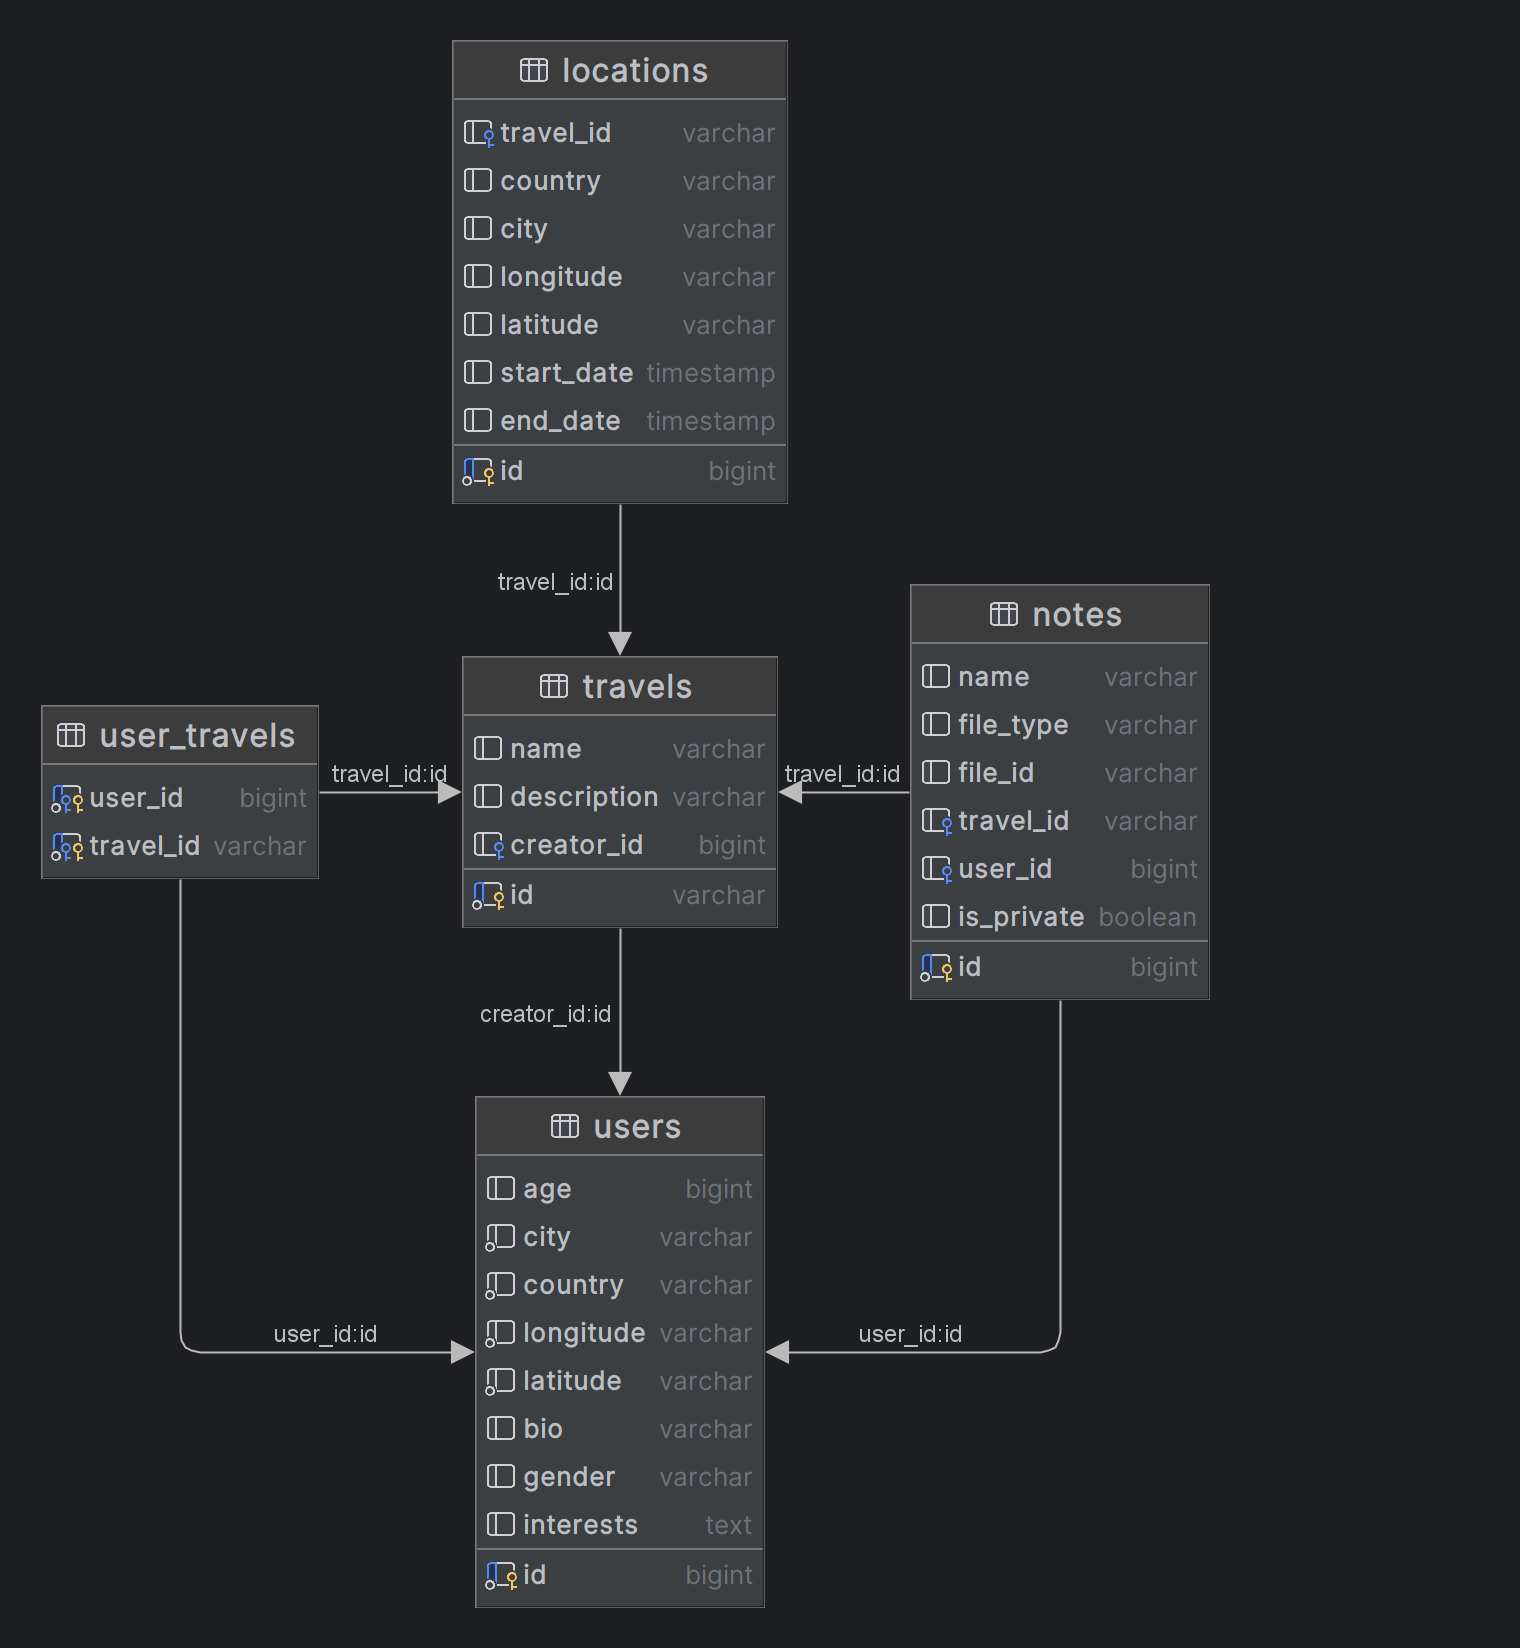 locations
travel_id varchar
country varchar
city varchar
longitude varchar
latitude varchar
start_date timestamp
end_date timestamp
id bigint
travel_id:id
user_travels
user_id bigint
travel_id varchar
travel_id:id
travels
name varchar
description varchar
creator_id bigint
id varchar
travel_id:id
notes
name varchar
file_type varchar
file_id varchar
travel_id varchar
user_id bigint
is_private boolean
id bigint
creator_id:id
user_id:id
users
age bigint
city varchar
country varchar
longitude varchar
latitude varchar
bio varchar
gender varchar
interests text
id bigint
user_id:id